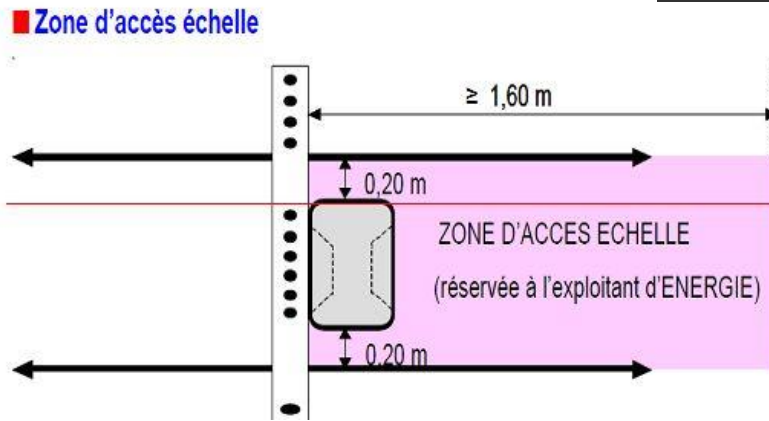 Zone d'accès échelle
≥ 1,60 m
0,20 m
ZONE D'ACCES ECHELLE
(réservée à l'exploitant d'ENERGIE)
0,20 m